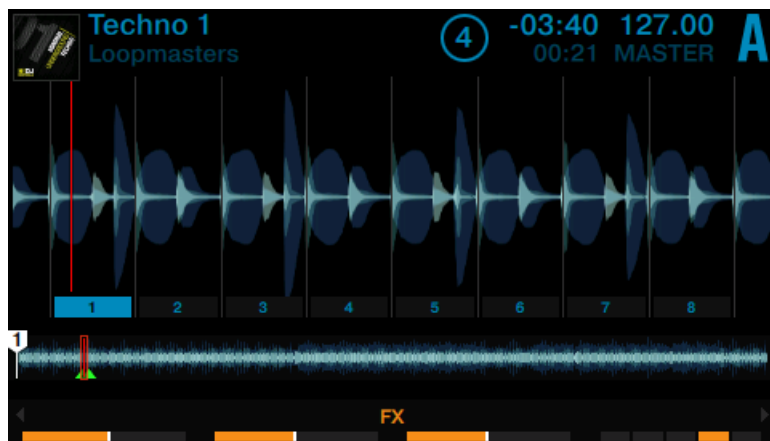 Techno 1
Loopmasters
4
-03:40 127.00
00:21 MASTER
A
1 2 3 4 5 6 7 8
1
FX